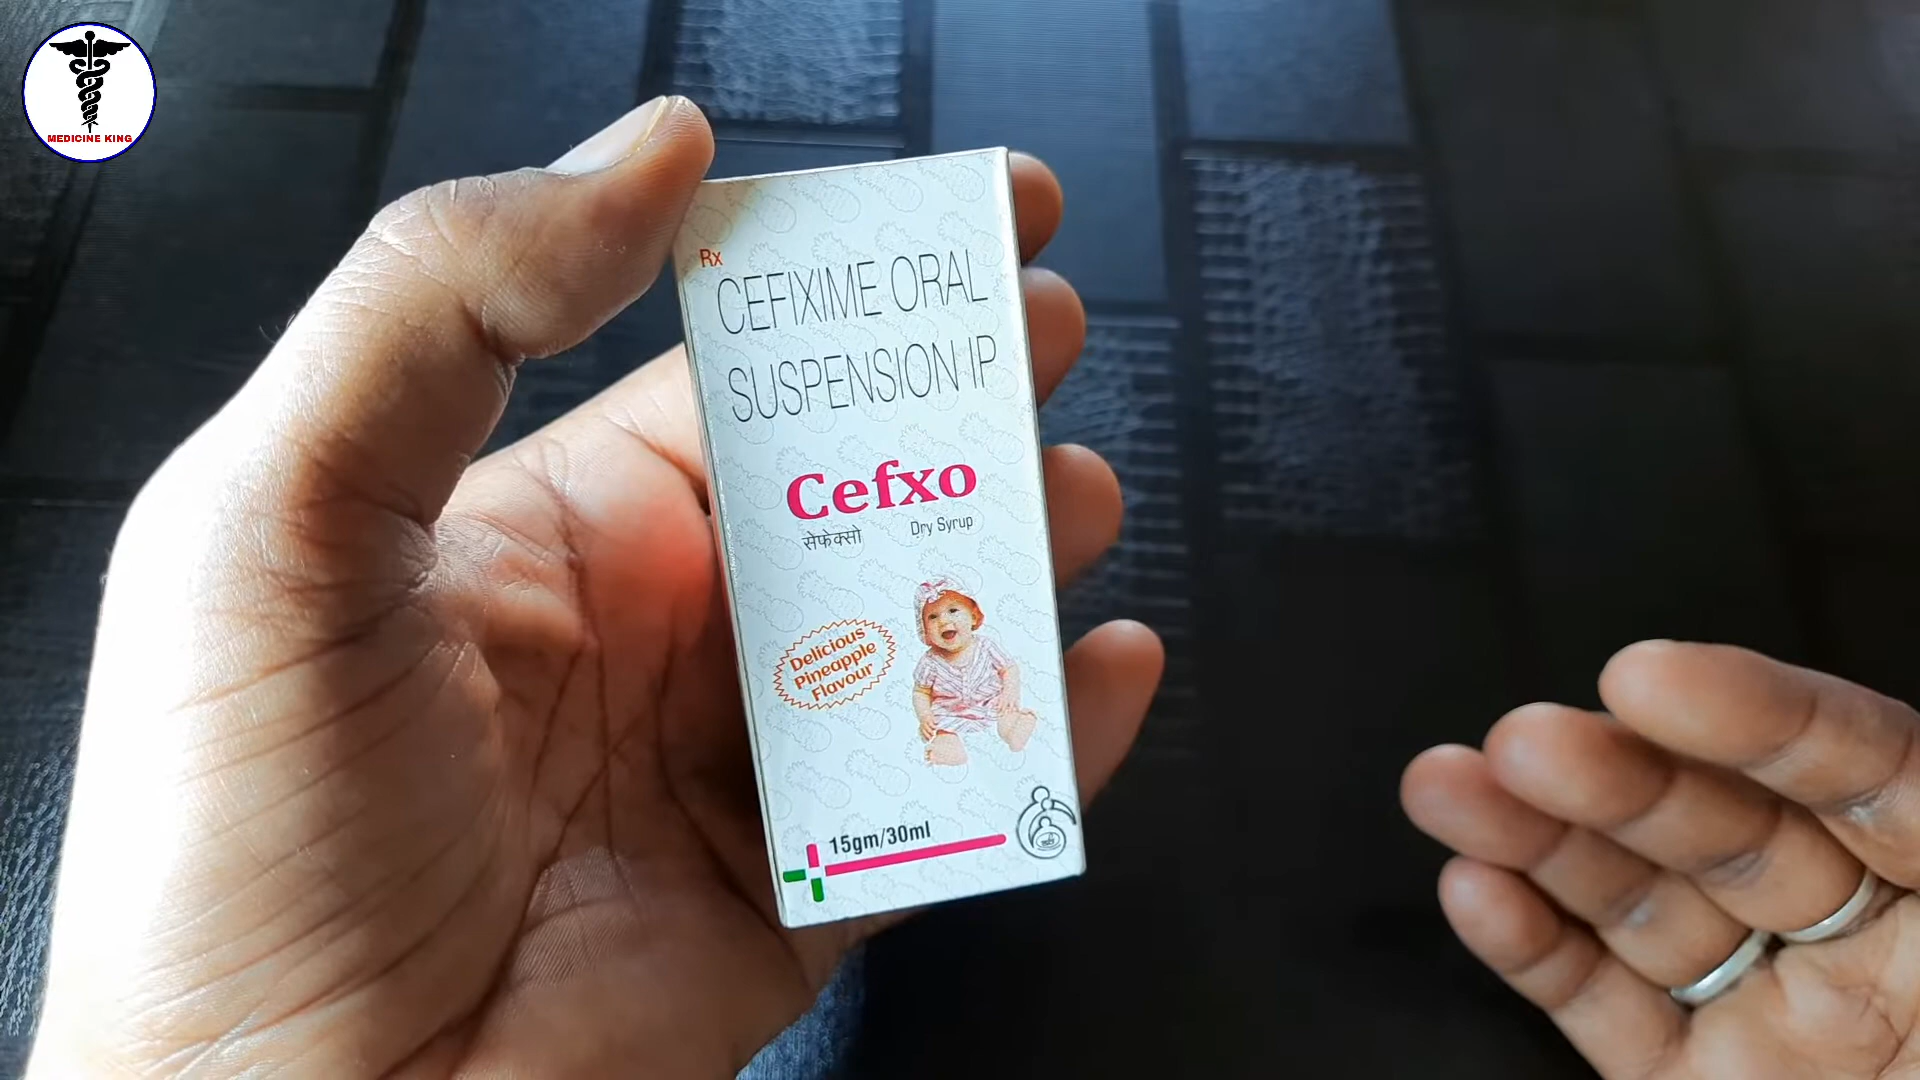 MEDICINE KING
Rx
CEFIXIME ORAL
SUSPENSION IP
Cefxo
सेफेक्सो Dry Syrup
Delicious
Pineapple
Flavour
15gm/30ml